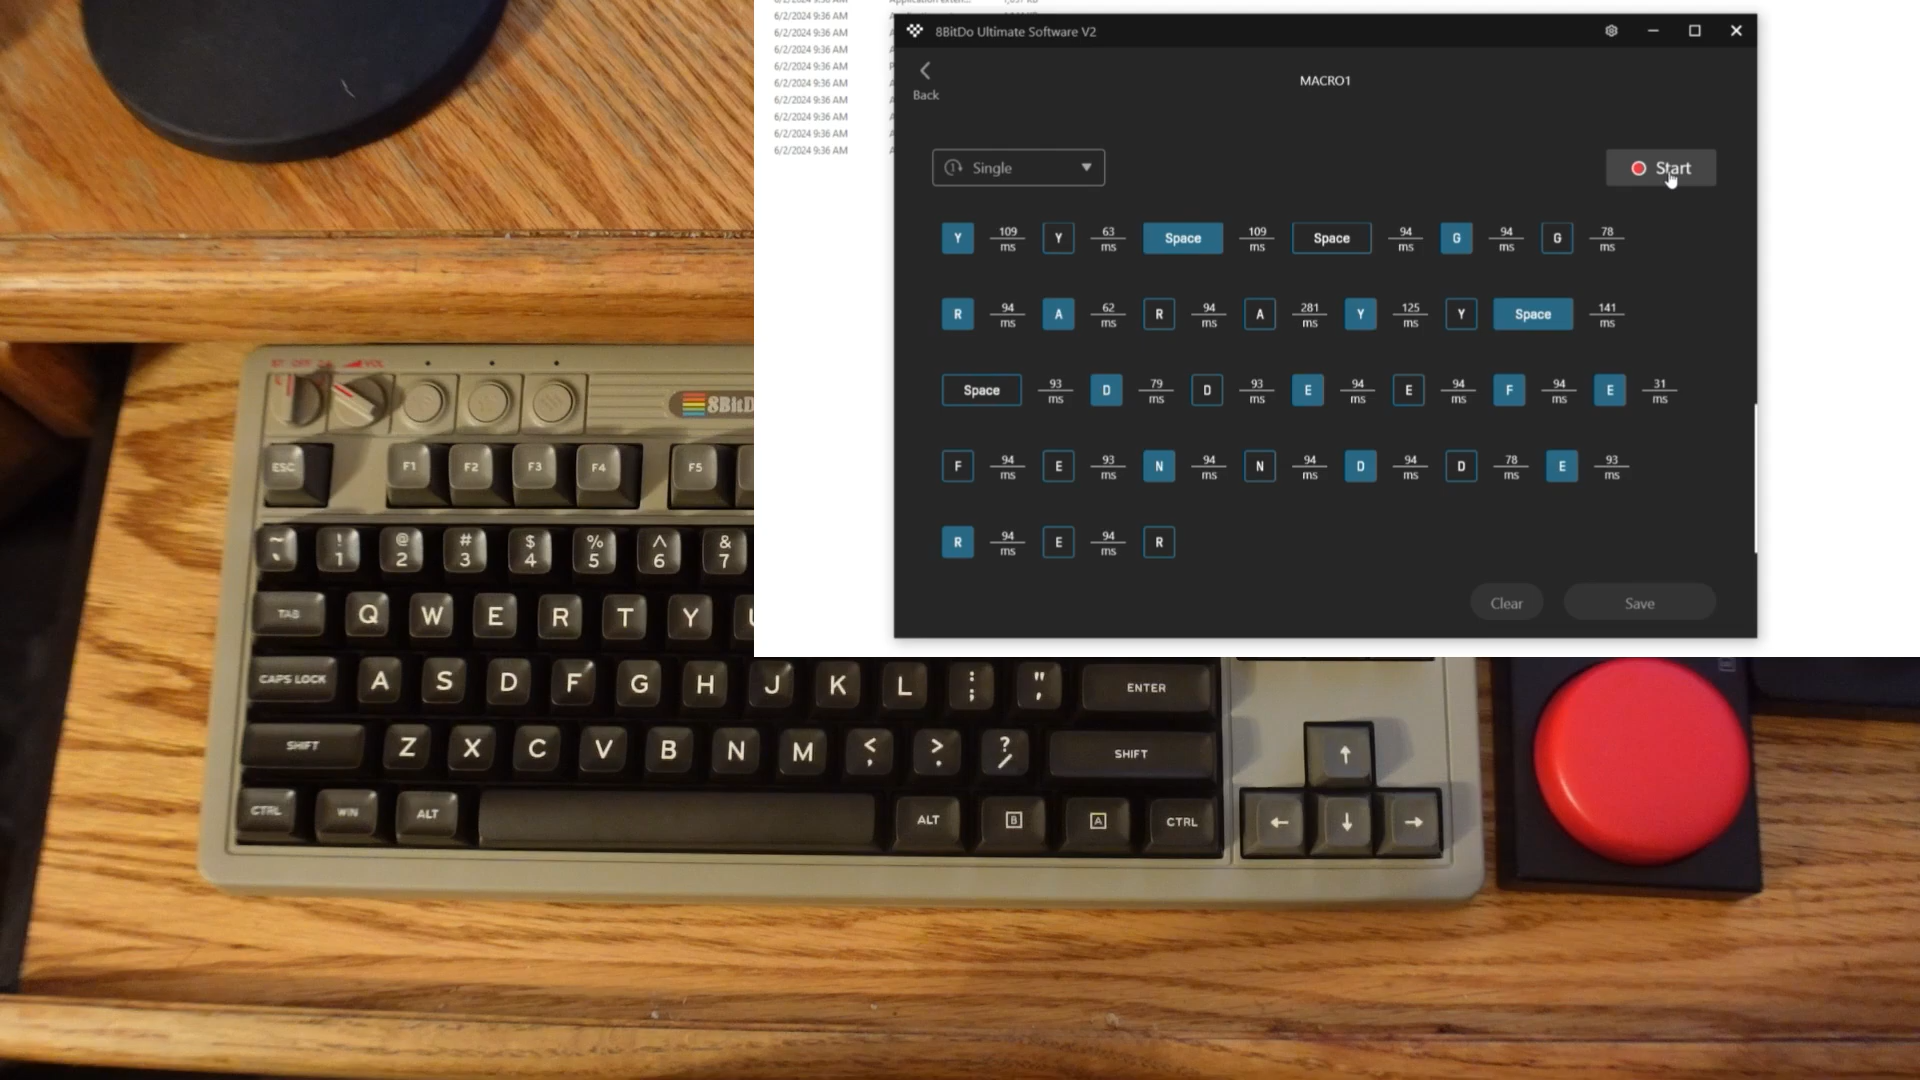 6/2/2024 9:36 AM
6/2/2024 9:36 AM
6/2/2024 9:36 AM
6/2/2024 9:36 AM
6/2/2024 9:36 AM
6/2/2024 9:36 AM
6/2/2024 9:36 AM
6/2/2024 9:36 AM
6/2/2024 9:36 AM
8BitDo Ultimate Software V2
Back
MACRO1
1 Single
Start
Y 109 ms Y 63 ms Space 109 ms Space 94 ms G 94 ms G 78 ms
R 94 ms A 62 ms R 94 ms A 281 ms Y 125 ms Y Space 141 ms
Space 93 ms D 79 ms D 93 ms E 94 ms E 94 ms F 94 ms E 31 ms
F 94 ms E 93 ms N 94 ms N 94 ms D 94 ms D 78 ms E 93 ms
R 94 ms E 94 ms R
Clear Save
OFF VOL
8BitD
ESC F1 F2 F3 F4 F5
~ ` ! 1 @ 2 # 3 $ 4 % 5 ^ 6 & 7
TAB Q W E R T Y
CAPS LOCK A S D F G H J K L : ; " ' ENTER
SHIFT Z X C V B N M < , > . ? / SHIFT ↑
CTRL WIN ALT ALT B A CTRL ← ↓ →